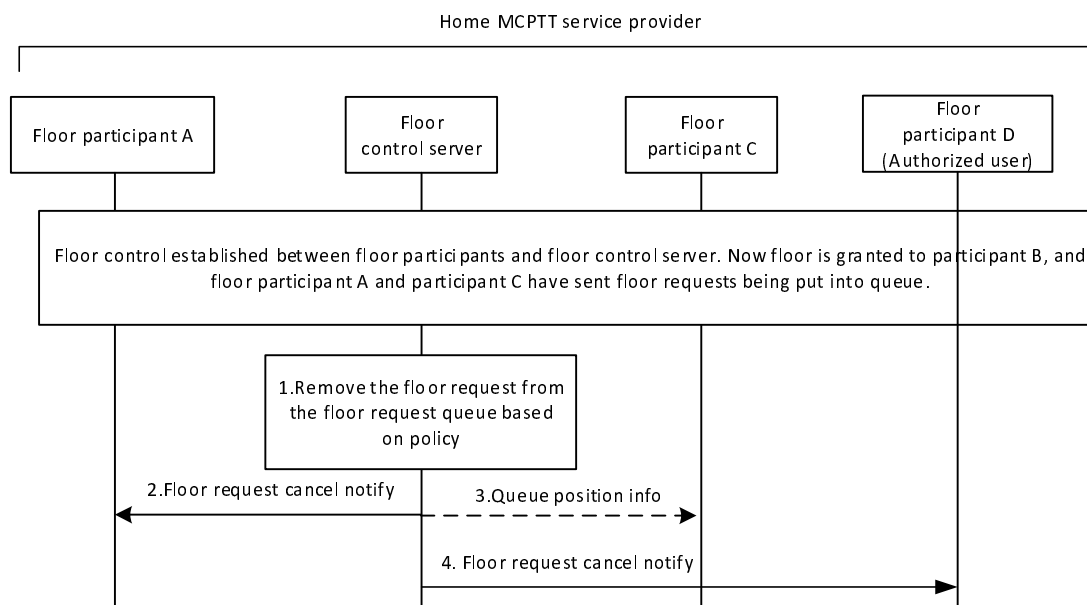 Home MCPTT service provider
Floor participant A
Floor
control server
Floor
participant C
Floor
participant D
(Authorized user)
Floor control established between floor participants and floor control server. Now floor is granted to participant B, and
floor participant A and participant C have sent floor requests being put into queue.
1.Remove the floor request from
the floor request queue based
on policy
2.Floor request cancel notify
3.Queue position info
4. Floor request cancel notify